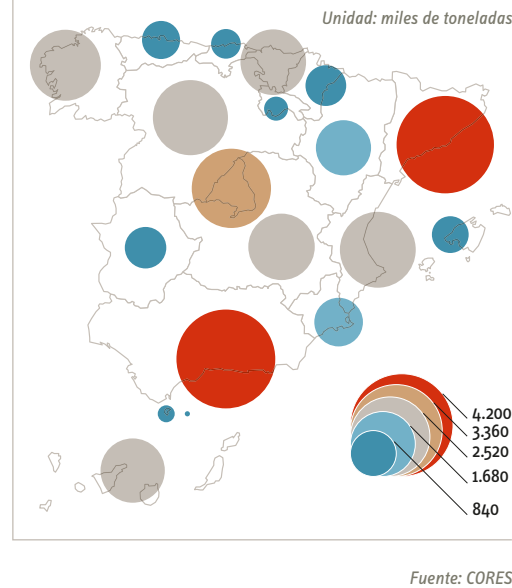 Unidad: miles de toneladas
4.200
3.360
2.520
1.680
840
Fuente: CORES